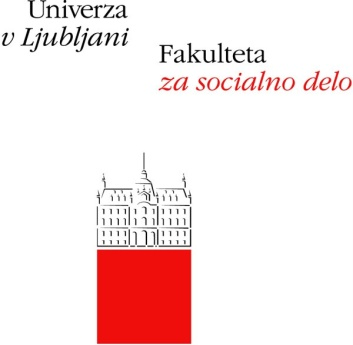 Univerza
v Ljubljani
Fakulteta
za socialno delo